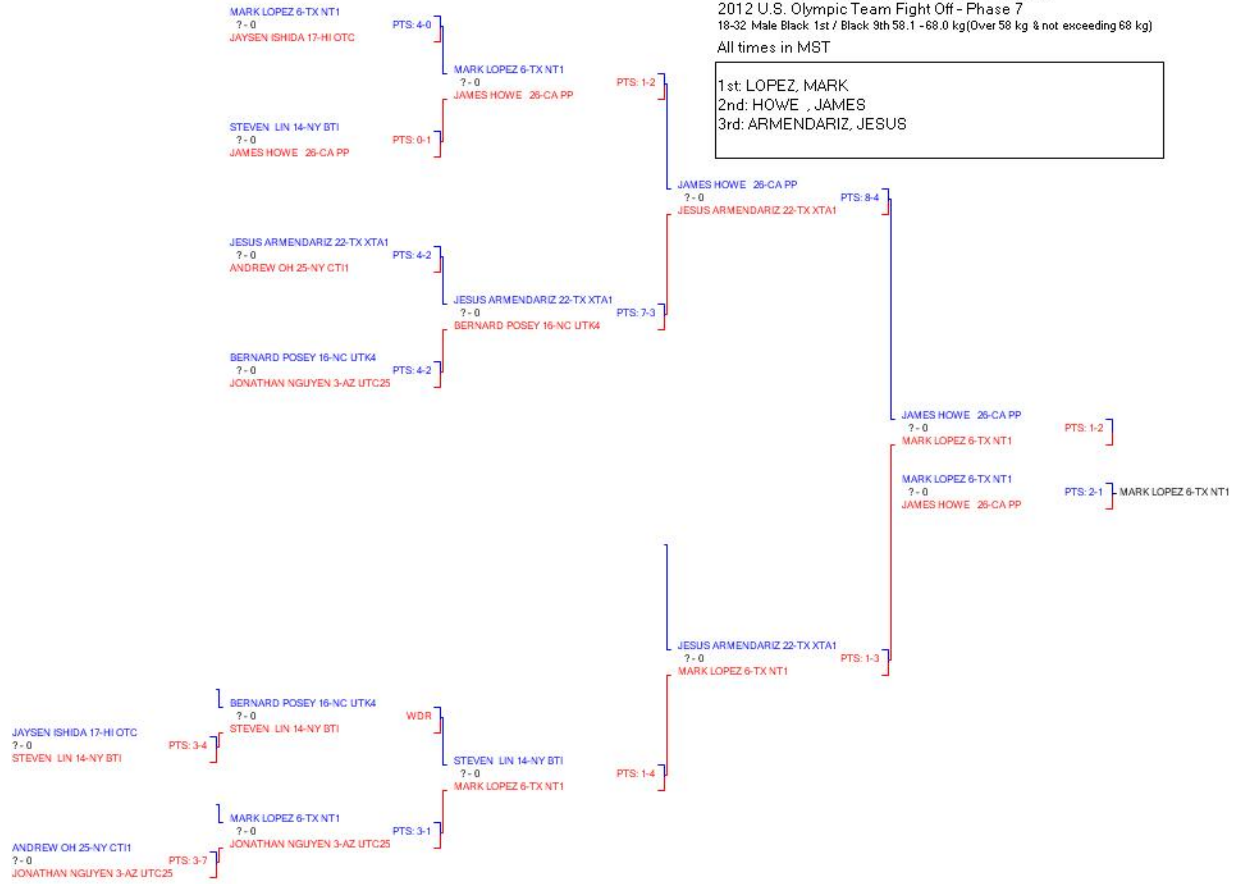 2012 U.S. Olympic Team Fight Off - Phase 7
18-32 Male Black 1st / Black 9th 58.1 - 68.0 kg(Over 58 kg & not exceeding 68 kg)
All times in MST
1st: LOPEZ, MARK
2nd: HOWE , JAMES
3rd: ARMENDARIZ, JESUS
MARK LOPEZ 6-TX NT1
? - 0 PTS: 4-0
JAYSEN ISHIDA 17-HI OTC
MARK LOPEZ 6-TX NT1
? - 0 PTS: 1-2
JAMES HOWE 26-CA PP
STEVEN LIN 14-NY BTI
? - 0 PTS: 0-1
JAMES HOWE 26-CA PP
JAMES HOWE 26-CA PP
? - 0 PTS: 8-4
JESUS ARMENDARIZ 22-TX XTA1
JESUS ARMENDARIZ 22-TX XTA1
? - 0 PTS: 4-2
ANDREW OH 25-NY CTI1
JESUS ARMENDARIZ 22-TX XTA1
? - 0 PTS: 7-3
BERNARD POSEY 16-NC UTK4
BERNARD POSEY 16-NC UTK4
? - 0 PTS: 4-2
JONATHAN NGUYEN 3-AZ UTC25
JAMES HOWE 26-CA PP
? - 0 PTS: 1-2
MARK LOPEZ 6-TX NT1
MARK LOPEZ 6-TX NT1
? - 0 PTS: 2-1 MARK LOPEZ 6-TX NT1
JAMES HOWE 26-CA PP
JESUS ARMENDARIZ 22-TX XTA1
? - 0 PTS: 1-3
MARK LOPEZ 6-TX NT1
BERNARD POSEY 16-NC UTK4
? - 0 WDR
STEVEN LIN 14-NY BTI
JAYSEN ISHIDA 17-HI OTC
? - 0 PTS: 3-4
STEVEN LIN 14-NY BTI
STEVEN LIN 14-NY BTI
? - 0 PTS: 1-4
MARK LOPEZ 6-TX NT1
MARK LOPEZ 6-TX NT1
? - 0 PTS: 3-1
JONATHAN NGUYEN 3-AZ UTC25
ANDREW OH 25-NY CTI1
? - 0 PTS: 3-7
JONATHAN NGUYEN 3-AZ UTC25